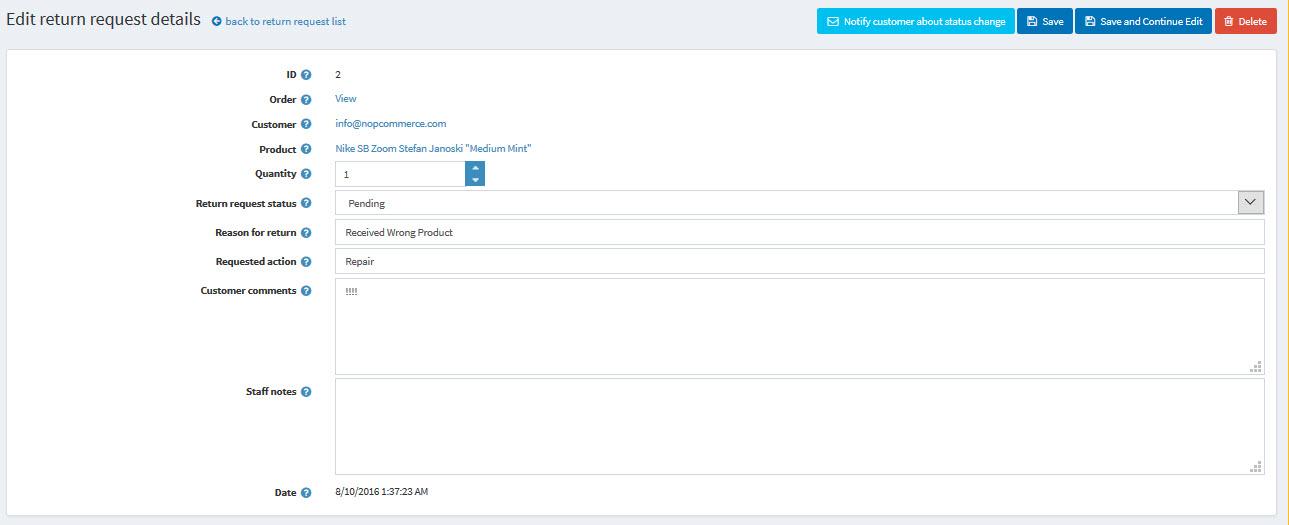 Edit return request details back to return request list Notify customer about status change Save Save and Continue Edit Delete
ID 2
Order View
Customer info@nopcommerce.com
Product Nike SB Zoom Stefan Janoski "Medium Mint"
Quantity 1
Return request status Pending
Reason for return Received Wrong Product
Requested action Repair
Customer comments !!!!
Staff notes
Date 8/10/2016 1:37:23 AM